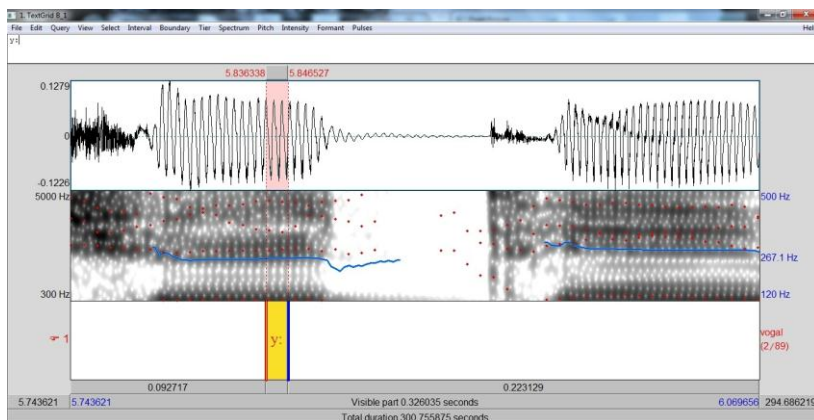 1. TextGrid 8_1
File Edit Query View Select Interval Boundary Tier Spectrum Pitch Intensity Formant Pulses Hel
y:
5.836338 5.846527
0.1279
0
-0.1226
5000 Hz 500 Hz
267.1 Hz
300 Hz 120 Hz
1 y: vogal
(2/89)
0.092717 0.223129
5.743621 5.743621 Visible part 0.326035 seconds 6.069656 294.686219
Total duration 300.755875 seconds